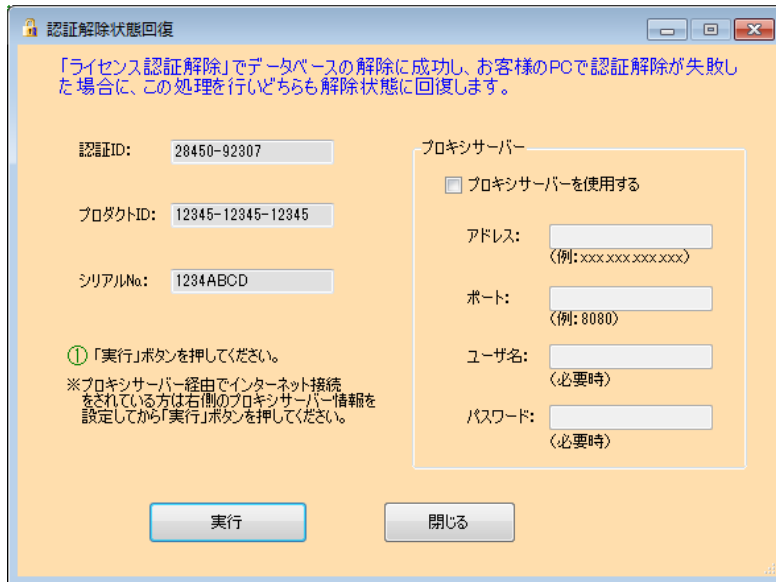 認証解除状態回復
「ライセンス認証解除」でデータベースの解除に成功し、お客様のPCで認証解除が失敗し
た場合に、この処理を行いどちらも解除状態に回復します。
認証ID: 28450-92307
プロダクトID: 12345-12345-12345
シリアルNo.: 1234ABCD
① 「実行」ボタンを押してください。
※プロキシサーバー経由でインターネット接続
をされている方は右側のプロキシサーバー情報を
設定してから「実行」ボタンを押してください。
プロキシサーバー
プロキシサーバーを使用する
アドレス:
(例:xxx.xxx.xxx.xxx)
ポート:
(例:8080)
ユーザ名:
(必要時)
パスワード:
(必要時)
実行
閉じる